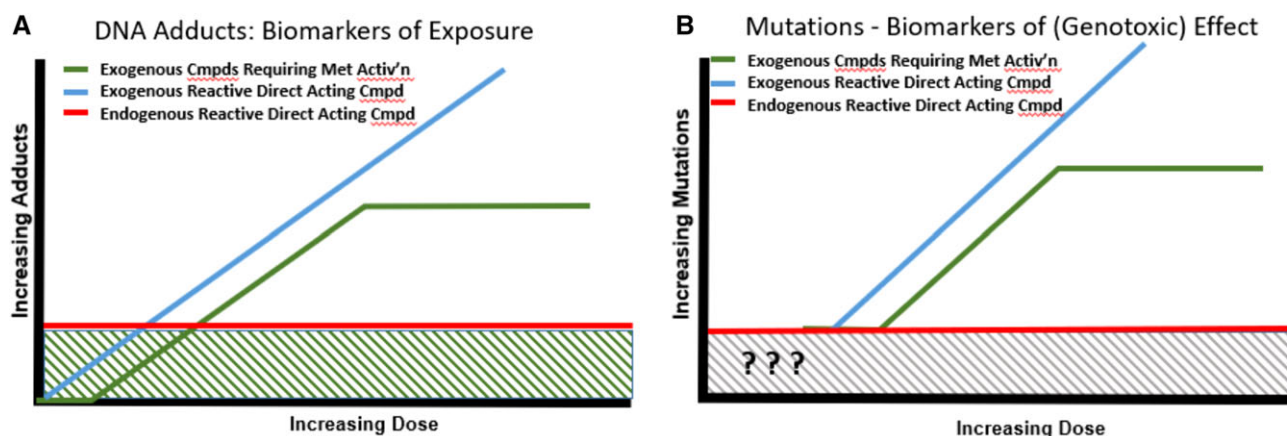 A
DNA Adducts: Biomarkers of Exposure
Exogenous Cmpds Requiring Met Activ'n
Exogenous Reactive Direct Acting Cmpd
Endogenous Reactive Direct Acting Cmpd
Increasing Adducts
Increasing Dose
B
Mutations - Biomarkers of (Genotoxic) Effect
Exogenous Cmpds Requiring Met Activ'n
Exogenous Reactive Direct Acting Cmpd
Endogenous Reactive Direct Acting Cmpd
Increasing Mutations
? ? ?
Increasing Dose